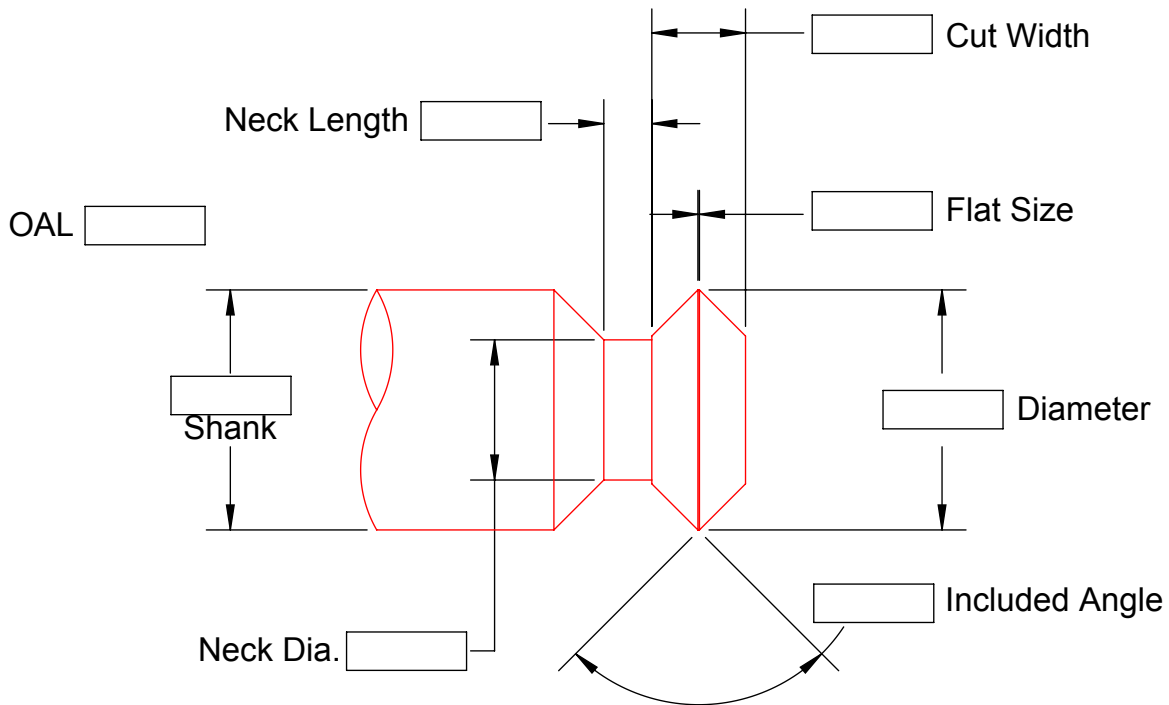 Cut Width
Neck Length
Flat Size
OAL
Shank
Diameter
Included Angle
Neck Dia.